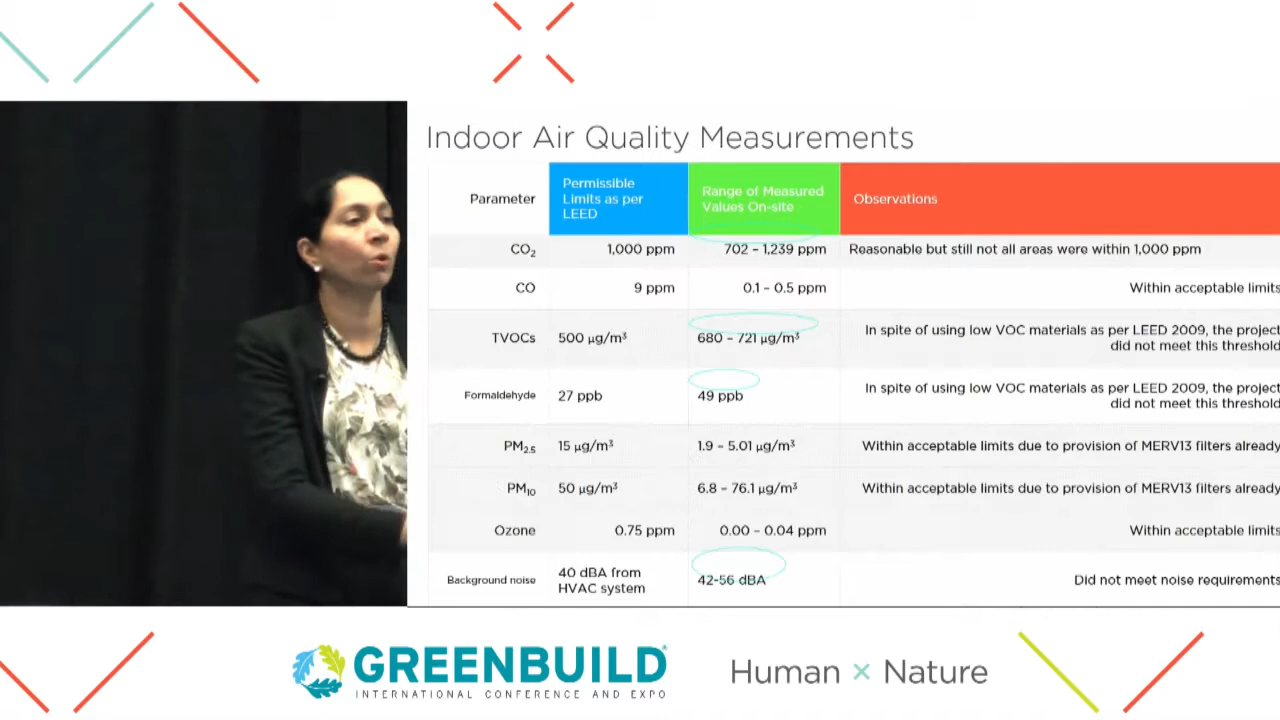 Indoor Air Quality Measurements
Parameter
Permissible
Limits as per
LEED
Range of Measured
Values On-site
Observations
CO₂ 1,000 ppm 702 – 1,239 ppm Reasonable but still not all areas were within 1,000 ppm
CO 9 ppm 0.1 – 0.5 ppm Within acceptable limits
TVOCs 500 µg/m³ 680 – 721 µg/m³ In spite of using low VOC materials as per LEED 2009, the project
did not meet this threshold
Formaldehyde 27 ppb 49 ppb In spite of using low VOC materials as per LEED 2009, the project
did not meet this threshold
PM₂.₅ 15 µg/m³ 1.9 – 5.01 µg/m³ Within acceptable limits due to provision of MERV13 filters already
PM₁₀ 50 µg/m³ 6.8 – 76.1 µg/m³ Within acceptable limits due to provision of MERV13 filters already
Ozone 0.75 ppm 0.00 – 0.04 ppm Within acceptable limits
Background noise 40 dBA from
HVAC system 42-56 dBA Did not meet noise requirements
GREENBUILD®
INTERNATIONAL CONFERENCE AND EXPO
Human × Nature